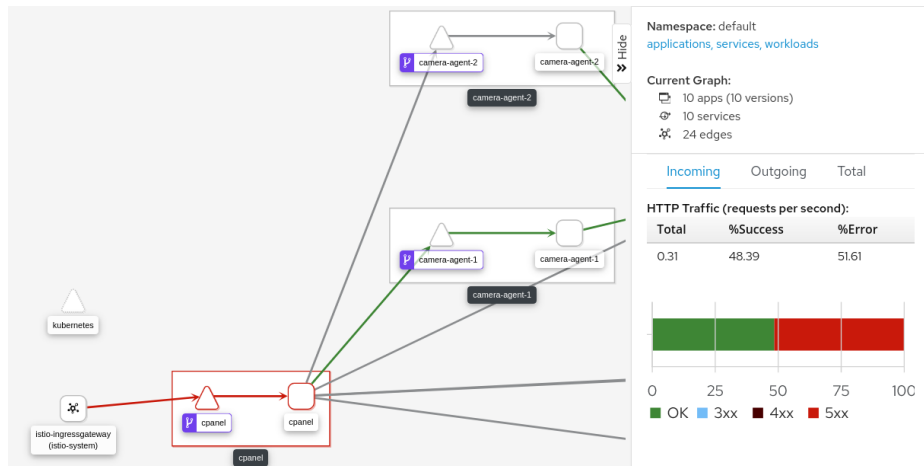 camera-agent-2
camera-agent-2
camera-agent-2
camera-agent-1
camera-agent-1
camera-agent-1
kubernetes
istio-ingressgateway
(istio-system)
cpanel
cpanel
cpanel
Hide
Namespace: default
applications, services, workloads
Current Graph:
10 apps (10 versions)
10 services
24 edges
Incoming Outgoing Total
HTTP Traffic (requests per second):
Total %Success %Error
0.31 48.39 51.61
0 25 50 75 100
OK 3xx 4xx 5xx